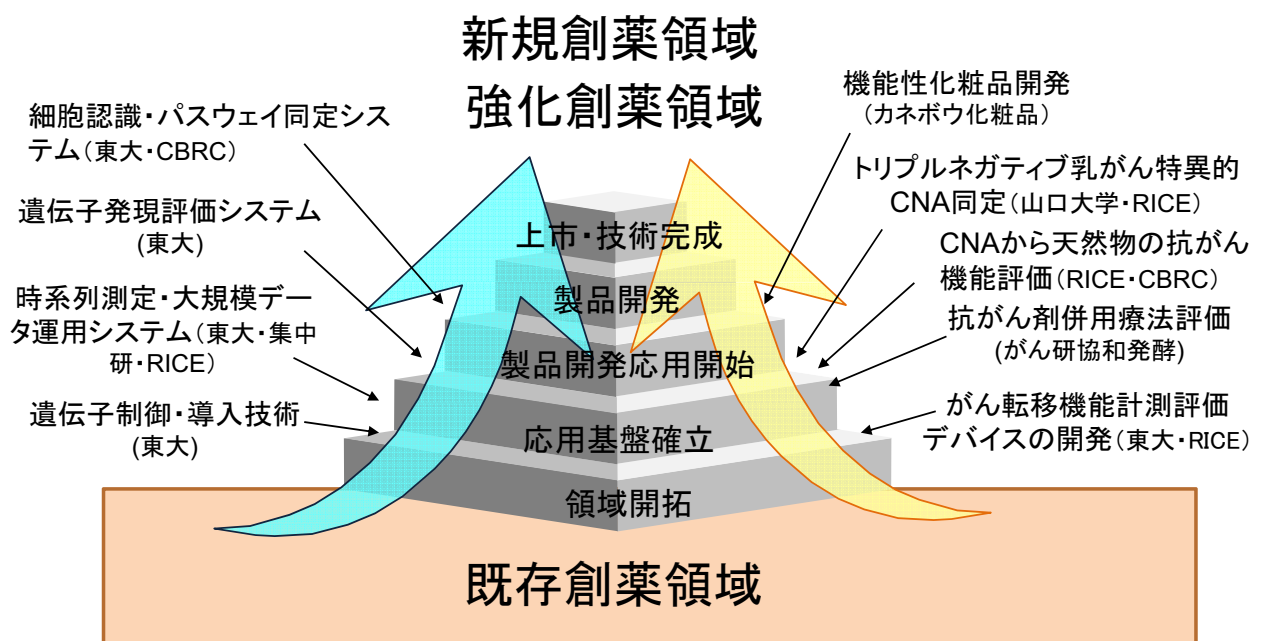 新規創薬領域
強化創薬領域
細胞認識・パスウェイ同定シス
テム(東大・CBRC)
遺伝子発現評価システム
(東大)
時系列測定・大規模デー
タ運用システム(東大・集中
研・RICE)
遺伝子制御・導入技術
(東大)
上市・技術完成
製品開発
製品開発応用開始
応用基盤確立
領域開拓
機能性化粧品開発
(カネボウ化粧品)
トリプルネガティブ乳がん特異的
CNA同定(山口大学・RICE)
CNAから天然物の抗がん
機能評価(RICE・CBRC)
抗がん剤併用療法評価
(がん研協和発酵)
がん転移機能計測評価
デバイスの開発(東大・RICE)
既存創薬領域